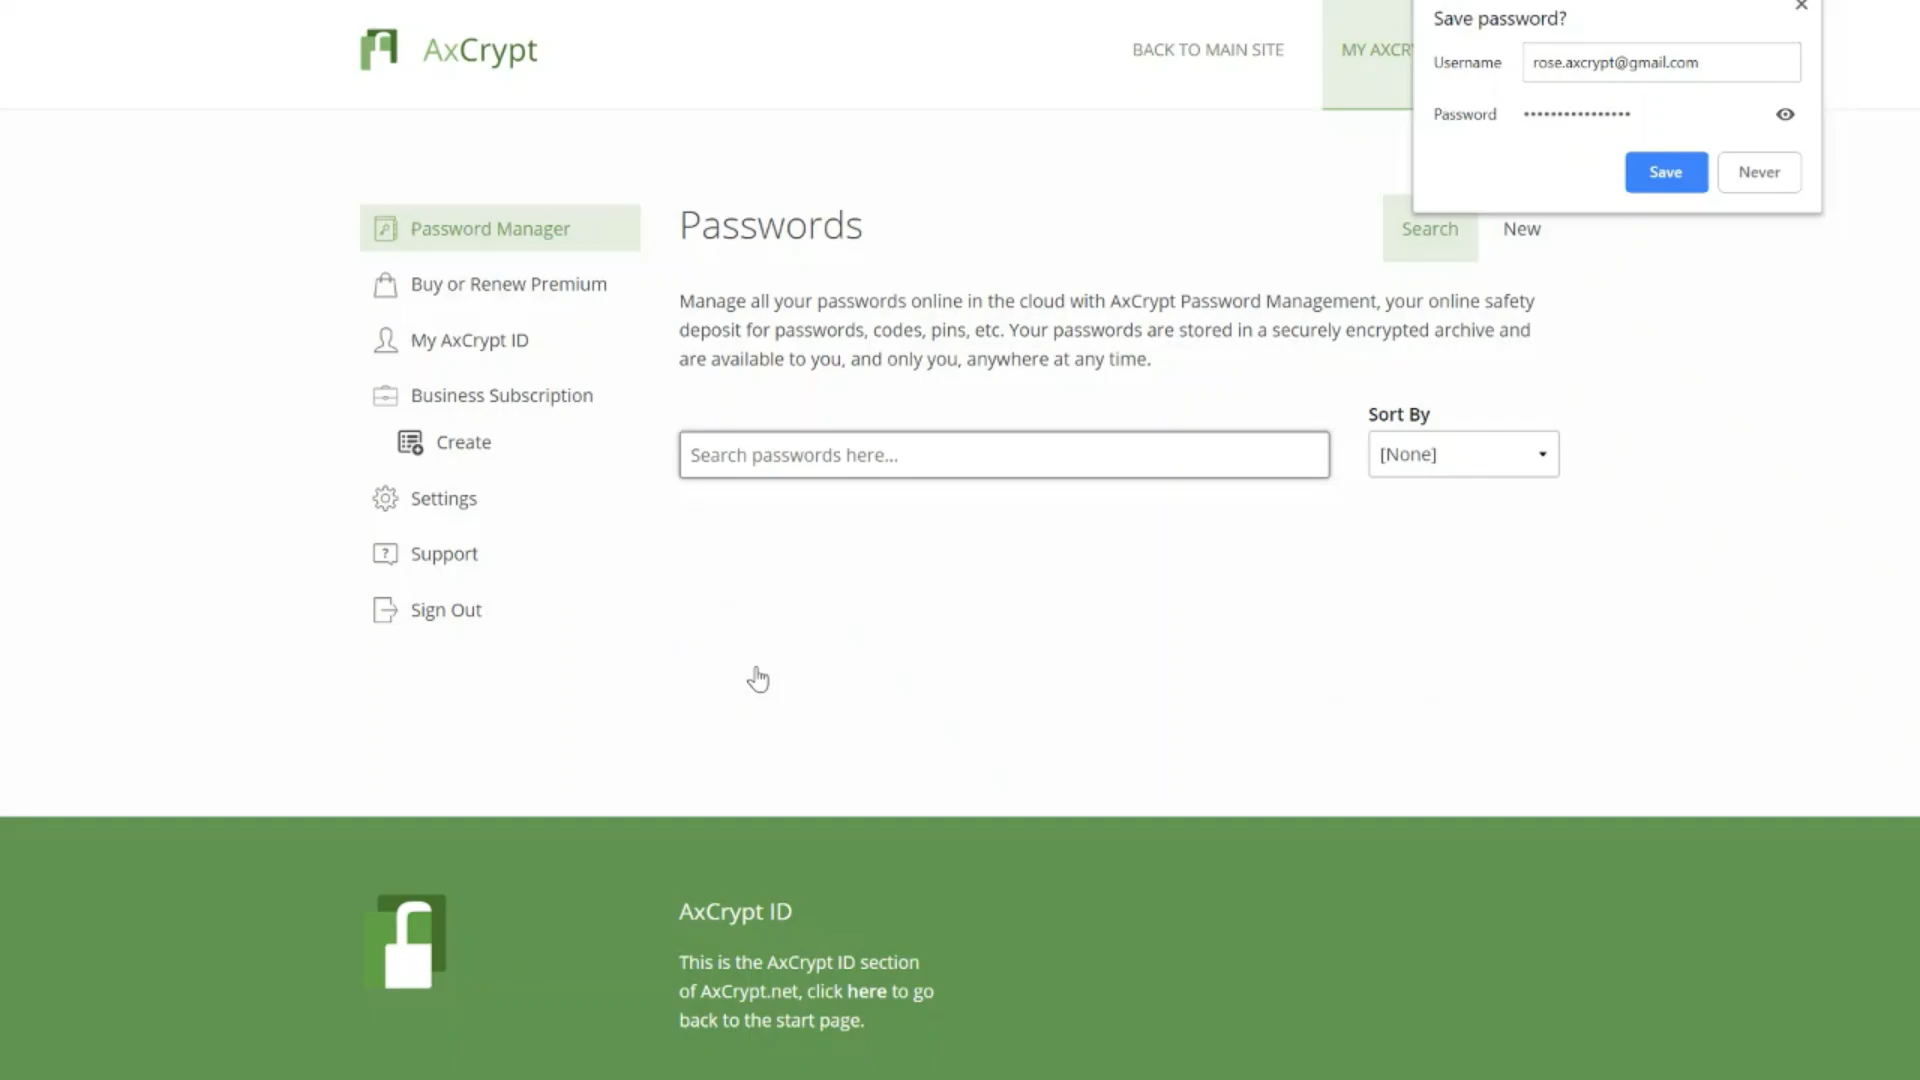 AxCrypt
BACK TO MAIN SITE
MY AXCR
Save password?
Username
rose.axcrypt@gmail.com
Password
••••••••••••••••
Save
Never
Password Manager
Buy or Renew Premium
My AxCrypt ID
Business Subscription
Create
Settings
Support
Sign Out
Passwords
Search
New
Manage all your passwords online in the cloud with AxCrypt Password Management, your online safety
deposit for passwords, codes, pins, etc. Your passwords are stored in a securely encrypted archive and
are available to you, and only you, anywhere at any time.
Sort By
Search passwords here...
[None]
AxCrypt ID
This is the AxCrypt ID section
of AxCrypt.net, click here to go
back to the start page.